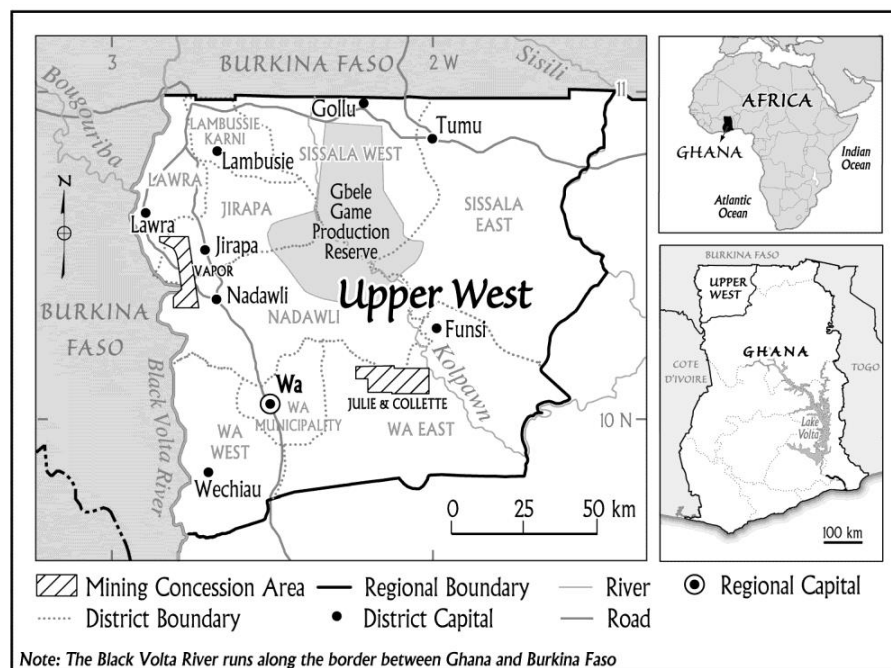 3
2 W
BURKINA FASO
Sisili
11
Bougouriba
Gollu
Tumu
LAMBUSSIE
KARNI
Lambusie
SISSALA WEST
LAWRA
Gbele
Game
Production
Reserve
SISSALA
EAST
N
JIRAPA
Lawra
Jirapa
VAPOR
Nadawli
Upper West
BURKINA
FASO
NADAWLI
Funsi
Kolpawn
Wa
JULIE & COLLETTE
WA
MUNICIPALITY
WA EAST
10 N
Black Volta River
WA
WEST
Wechiau
0 25 50 km
AFRICA
GHANA
Indian
Ocean
Atlantic
Ocean
BURKINA FASO
UPPER
WEST
GHANA
COTE
D'IVOIRE
TOGO
Lake
Volta
100 km
Mining Concession Area
Regional Boundary
River
Regional Capital
District Boundary
District Capital
Road
Note: The Black Volta River runs along the border between Ghana and Burkina Faso